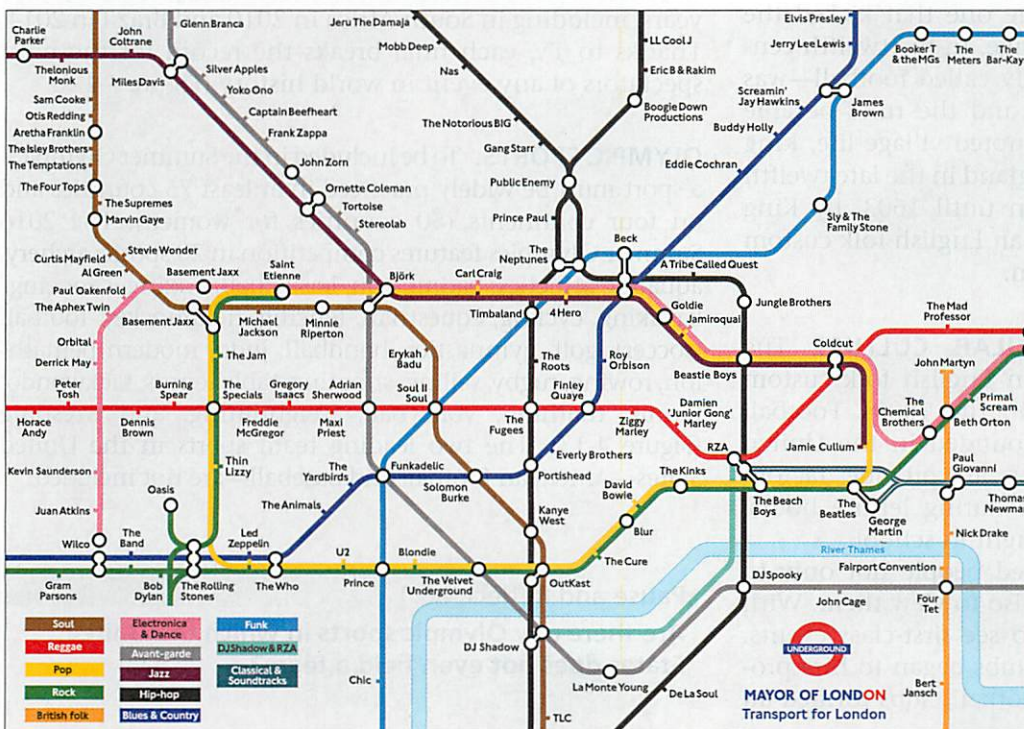 Glenn Branca
Jeru The Damaja
Elvis Presley
Charlie
Parker
John
Coltrane
Mobb Deep
LL Cool J
Jerry Lee Lewis
Booker T
& the MGs
The
Meters
The
Bar-Kay
Thelonious
Monk
Miles Davis
Silver Apples
Nas
Eric B & Rakim
Yoko Ono
Screamin'
Jay Hawkins
James
Brown
Sam Cooke
Otis Redding
Captain Beefheart
The Notorious BIG
Boogie Down
Productions
Buddy Holly
Aretha Franklin
The Isley Brothers
Frank Zappa
Gang Starr
Temptations
John Zorn
Eddie Cochran
The Four Tops
Ornette Coleman
Public Enemy
The Supremes
Tortoise
Marvin Gaye
Stereolab
Prince Paul
Sly & The
Family Stone
Stevie Wonder
The
Neptunes
Beck
Curtis Mayfield
Al Green
Basement Jaxx
Saint
Etienne
Björk
Carl Craig
A Tribe Called Quest
Paul Oakenfold
The Aphex Twin
Basement Jaxx
Michael
Jackson
Minnie
Riperton
Timbaland
4 Hero
Goldie
Jamiroquai
Jungle Brothers
The Mad
Professor
Orbital
Derrick May
The Jam
Erykah
Badu
The
Roots
Roy
Orbison
Beastie Boys
Coldcut
Peter
Tosh
Burning
Spear
The
Specials
Gregory
Isaacs
Adrian
Sherwood
Soul II
Soul
Finley
Quaye
Damien
'Junior Gong'
Marley
Ziggy
Marley
The
Chemical
Brothers
Vashti
Primal
Scream
Beth Orton
Horace
Andy
Dennis
Freddie
McGregor
Maxi
Priest
The
Fugees
RZA
Jamie Cullum
Kevin Saunderson
Thin
Lizzy
The
Yardbirds
Funkadelic
Solomon
Burke
Everly Brothers
Portishead
The Kinks
Paul
Giovanni
Oasis
Juan Atkins
The Animals
David
Bowie
The Beach
Boys
The
Beatles
George
Martin
Thomas
Newma
Wilco
The
Band
Led
Zeppelin
Kanye
West
Blur
Nick Drake
U2
Blondie
The Cure
River Thames
Gram
Parsons
Bob
Dylan
The Rolling
Stones
The Who
Prince
The Velvet
Underground
OutKast
DJ Spooky
Fairport Convention
John Cage
Four
Tet
Soul
Reggae
Pop
Rock
British folk
Electronica
& Dance
Avant-garde
Jazz
Hip-hop
Blues & Country
Funk
DJ Shadow & RZA
Classical &
Soundtracks
DJ Shadow
UNDERGROUND
Chic
La Monte Young
De La Soul
Bert
Jansch
MAYOR OF LONDON
Transport for London
TLC